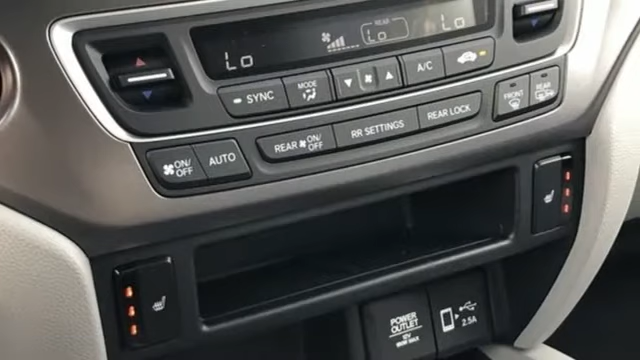 REAR
Lo Lo Lo
SYNC MODE A/C
ON/OFF AUTO REAR ON/OFF RR SETTINGS REAR LOCK FRONT REAR
POWER OUTLET
12V
2.5A